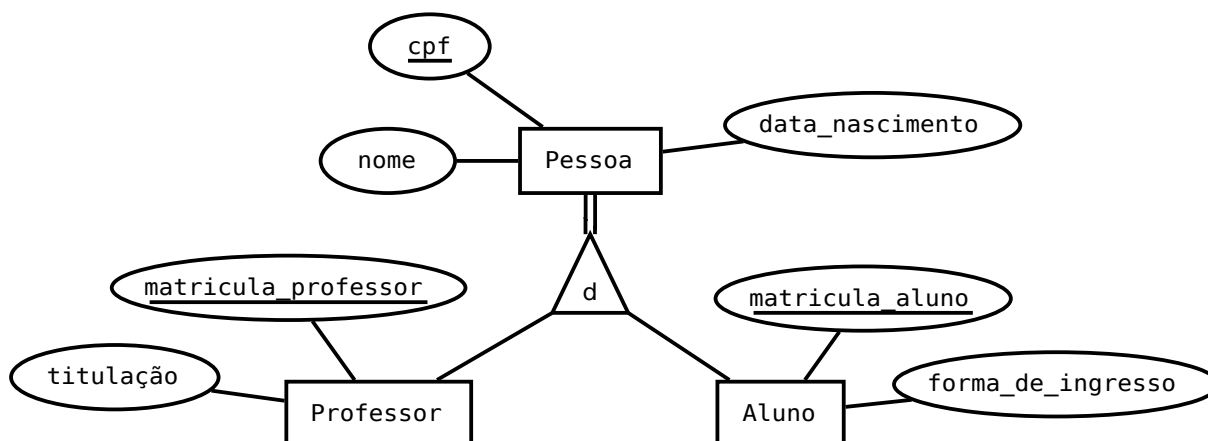 cpf
data_nascimento
nome
Pessoa
d
matricula_professor
matricula_aluno
titulação
forma_de_ingresso
Professor
Aluno